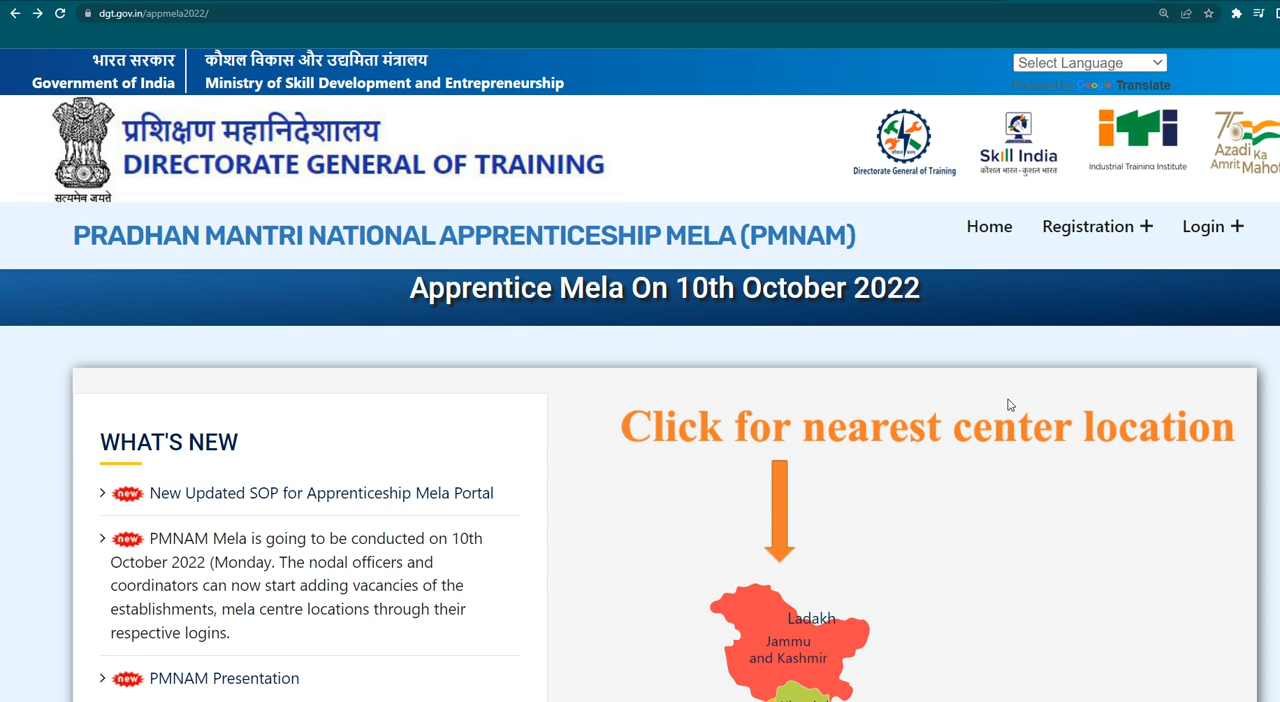 dgt.gov.in/appmela2022/
भारत सरकार
Government of India
कौशल विकास और उद्यमिता मंत्रालय
Ministry of Skill Development and Entrepreneurship
Select Language
Powered by Google Translate
सत्यमेव जयते
प्रशिक्षण महानिदेशालय
DIRECTORATE GENERAL OF TRAINING
Directorate General of Training
Skill India
कौशल भारत-कुशल भारत
iTi
Industrial Training Institute
75
Azadi Ka
Amrit
PRADHAN MANTRI NATIONAL APPRENTICESHIP MELA (PMNAM)
Home
Registration +
Login +
Apprentice Mela On 10th October 2022
WHAT'S NEW
new New Updated SOP for Apprenticeship Mela Portal
new PMNAM Mela is going to be conducted on 10th
October 2022 (Monday. The nodal officers and
coordinators can now start adding vacancies of the
establishments, mela centre locations through their
respective logins.
new PMNAM Presentation
Click for nearest center location
Ladakh
Jammu
and Kashmir